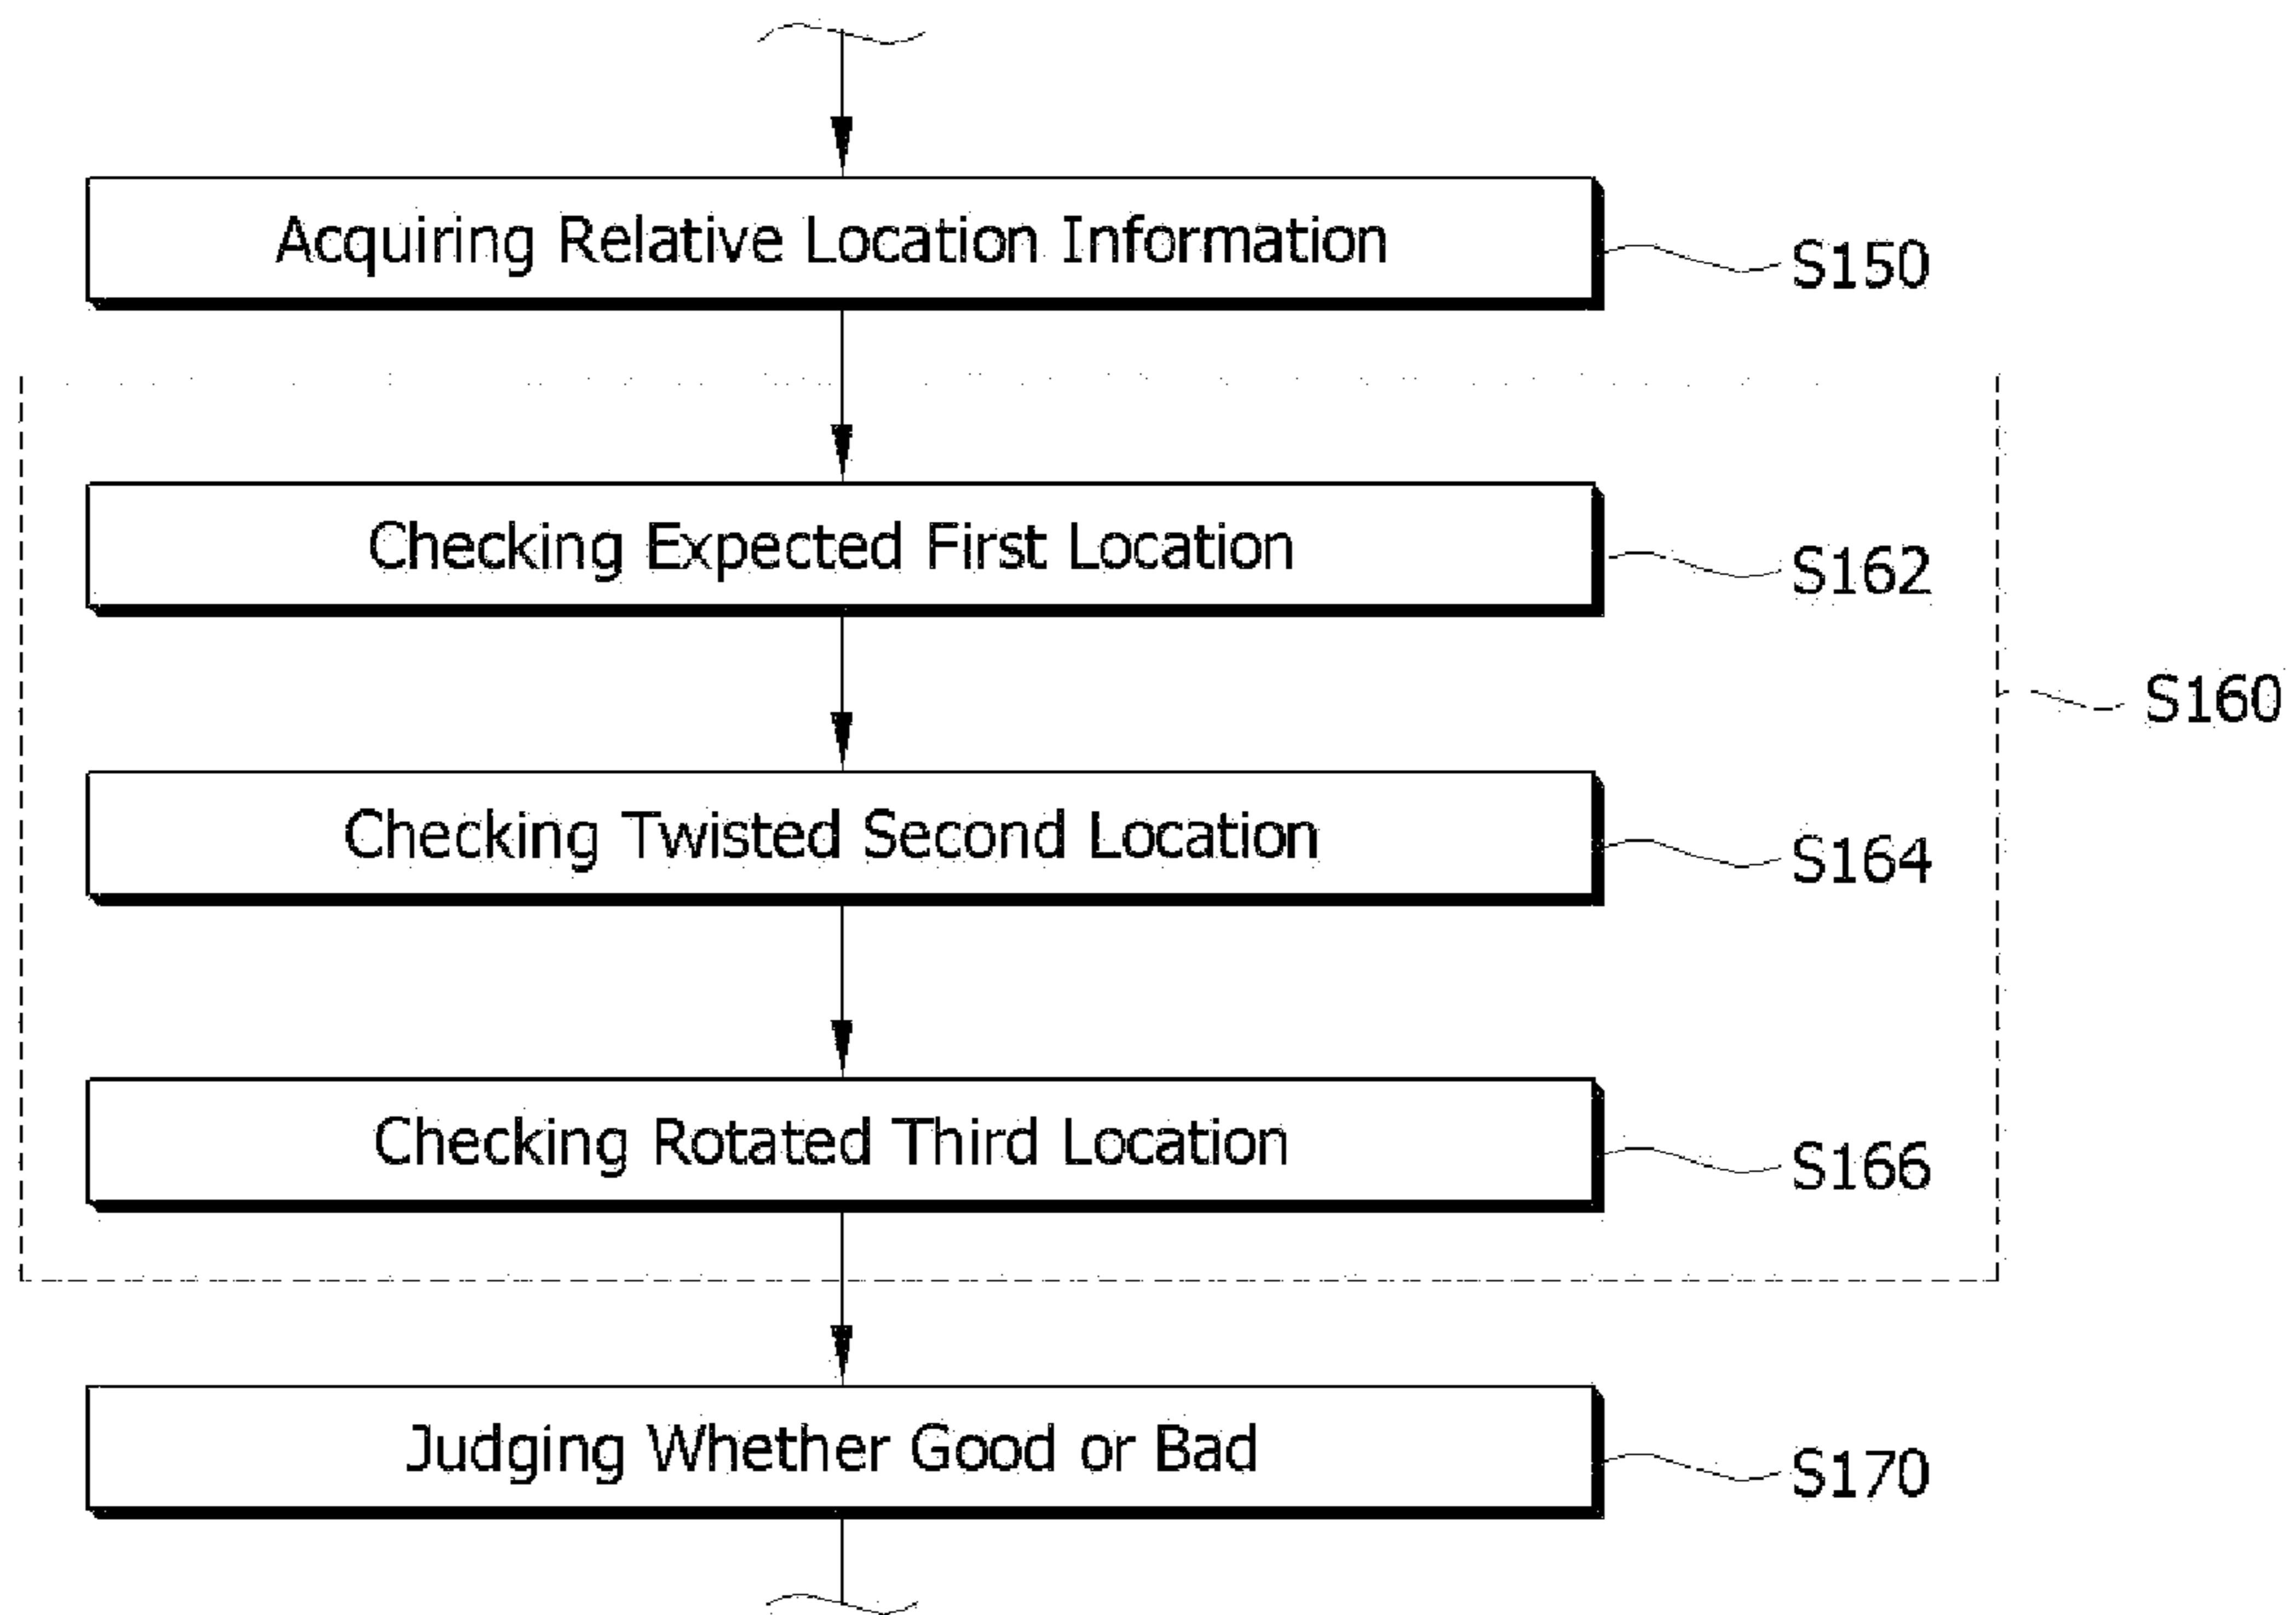 Acquiring Relative Location Information
S150
Checking Expected First Location
S162
S160
Checking Twisted Second Location
S164
Checking Rotated Third Location
S166
Judging Whether Good or Bad
S170